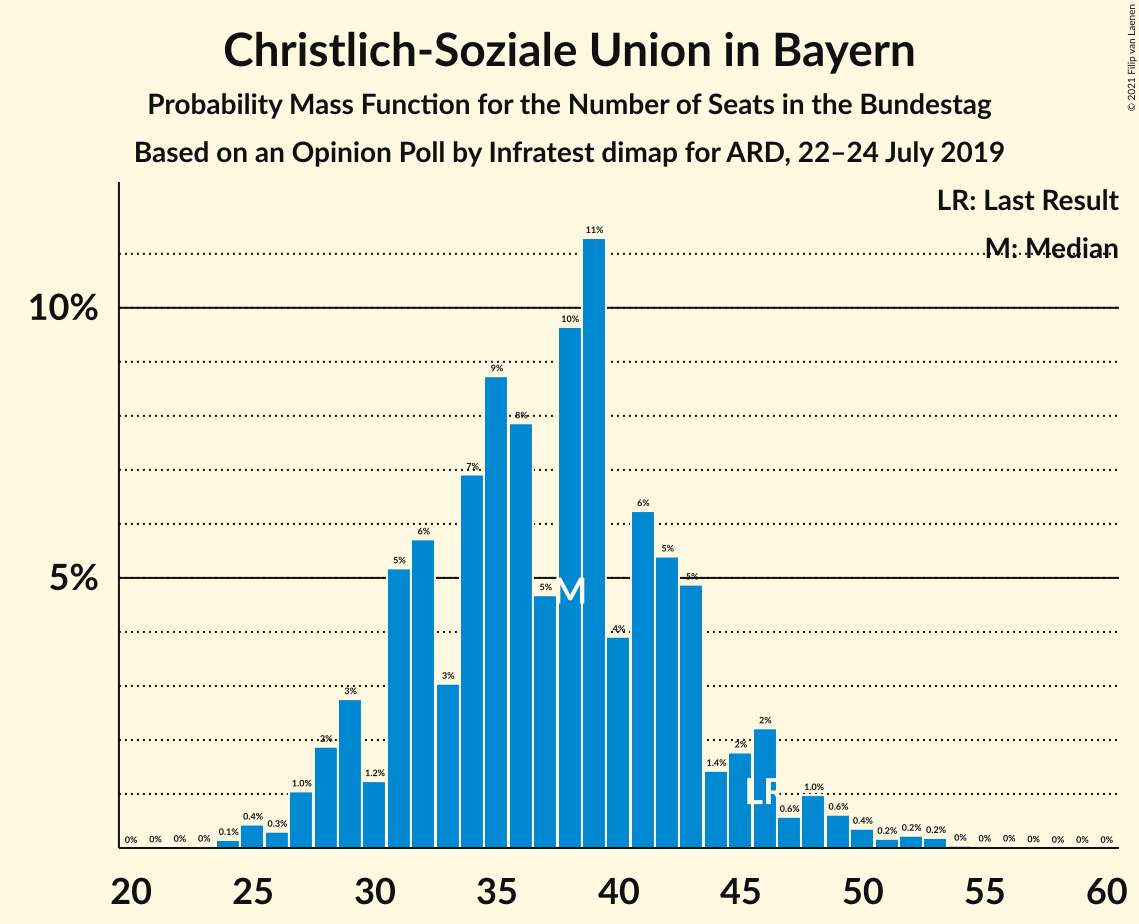 Christlich-Soziale Union in Bayern
Probability Mass Function for the Number of Seats in the Bundestag
Based on an Opinion Poll by Infratest dimap for ARD, 22–24 July 2019
© 2021 Filip van Laenen
LR: Last Result
M: Median
10%
5%
0% 0% 0% 0% 0.1% 0.4% 0.3% 1.0% 2% 3% 1.2% 5% 6% 3% 7% 9% 8% 5% 10% 11% 4% 6% 5% 5% 1.4% 2% 2% 0.6% 1.0% 0.6% 0.4% 0.2% 0.2% 0.2% 0% 0% 0% 0% 0% 0% 0%
M
LR
20 25 30 35 40 45 50 55 60